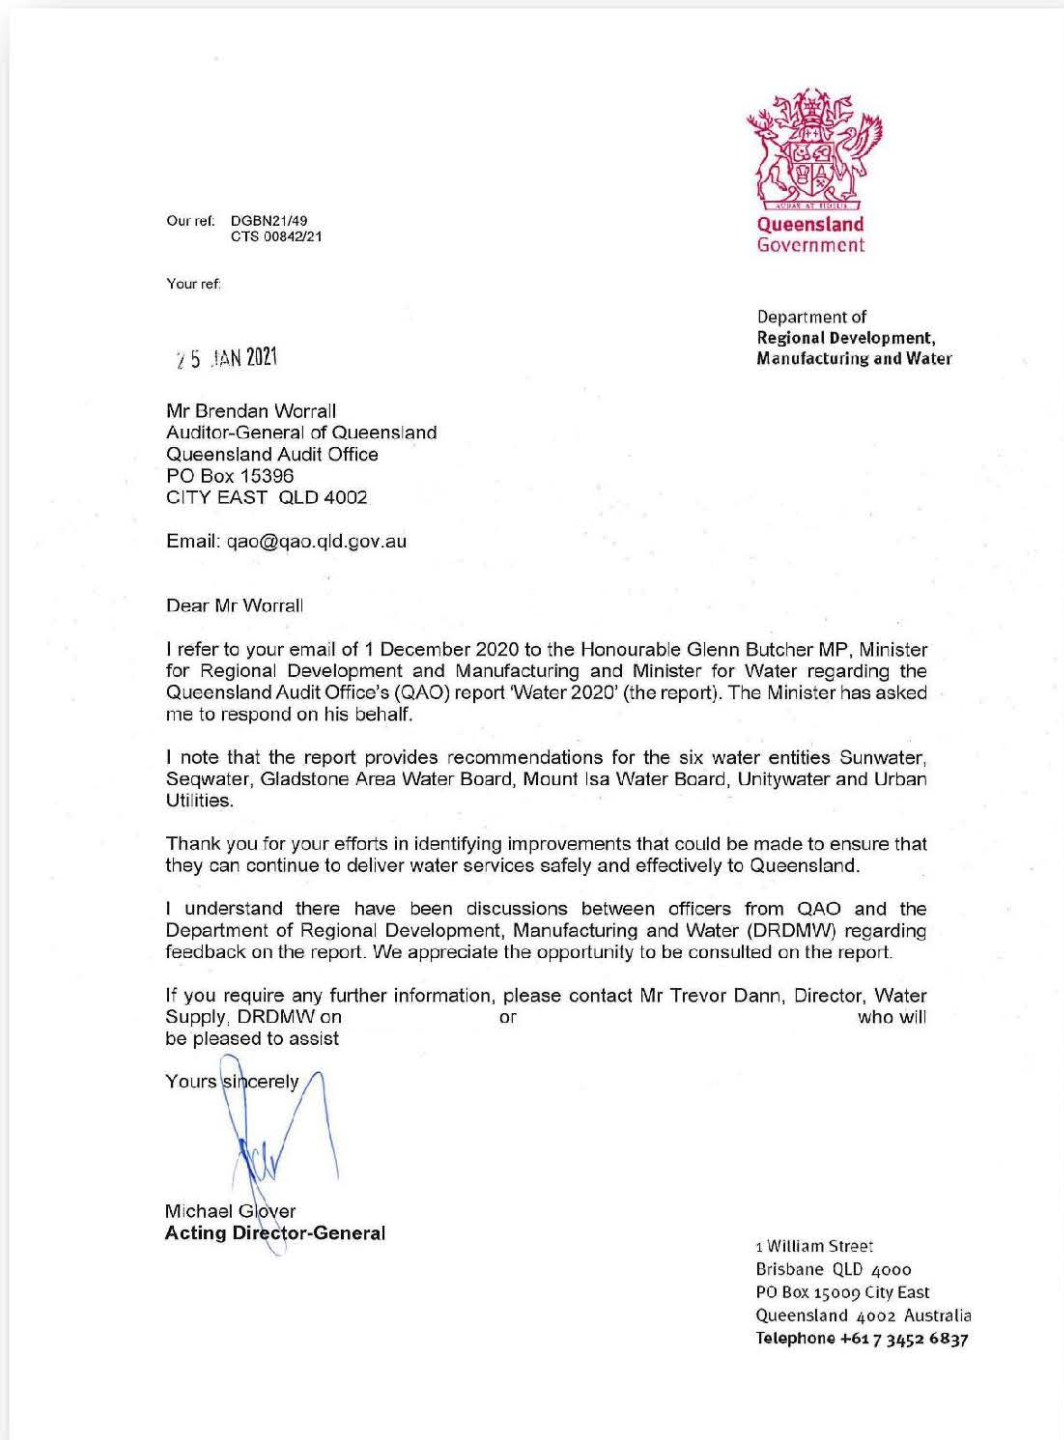 AUDAX AT FIDELIS
Queensland
Government
Our ref: DGBN21/49
CTS 00842/21
Your ref:
Department of
Regional Development,
Manufacturing and Water
25 JAN 2021
Mr Brendan Worrall
Auditor-General of Queensland
Queensland Audit Office
PO Box 15396
CITY EAST QLD 4002
Email: qao@qao.qld.gov.au
Dear Mr Worrall
I refer to your email of 1 December 2020 to the Honourable Glenn Butcher MP, Minister
for Regional Development and Manufacturing and Minister for Water regarding the
Queensland Audit Office's (QAO) report 'Water 2020' (the report). The Minister has asked
me to respond on his behalf.
I note that the report provides recommendations for the six water entities Sunwater,
Seqwater, Gladstone Area Water Board, Mount Isa Water Board, Unitywater and Urban
Utilities.
Thank you for your efforts in identifying improvements that could be made to ensure that
they can continue to deliver water services safely and effectively to Queensland.
I understand there have been discussions between officers from QAO and the
Department of Regional Development, Manufacturing and Water (DRDMW) regarding
feedback on the report. We appreciate the opportunity to be consulted on the report.
If you require any further information, please contact Mr Trevor Dann, Director, Water
Supply, DRDMW on or who will
be pleased to assist
Yours sincerely
Michael Glover
Acting Director-General
1 William Street
Brisbane QLD 4000
PO Box 15009 City East
Queensland 4002 Australia
Telephone +61 7 3452 6837